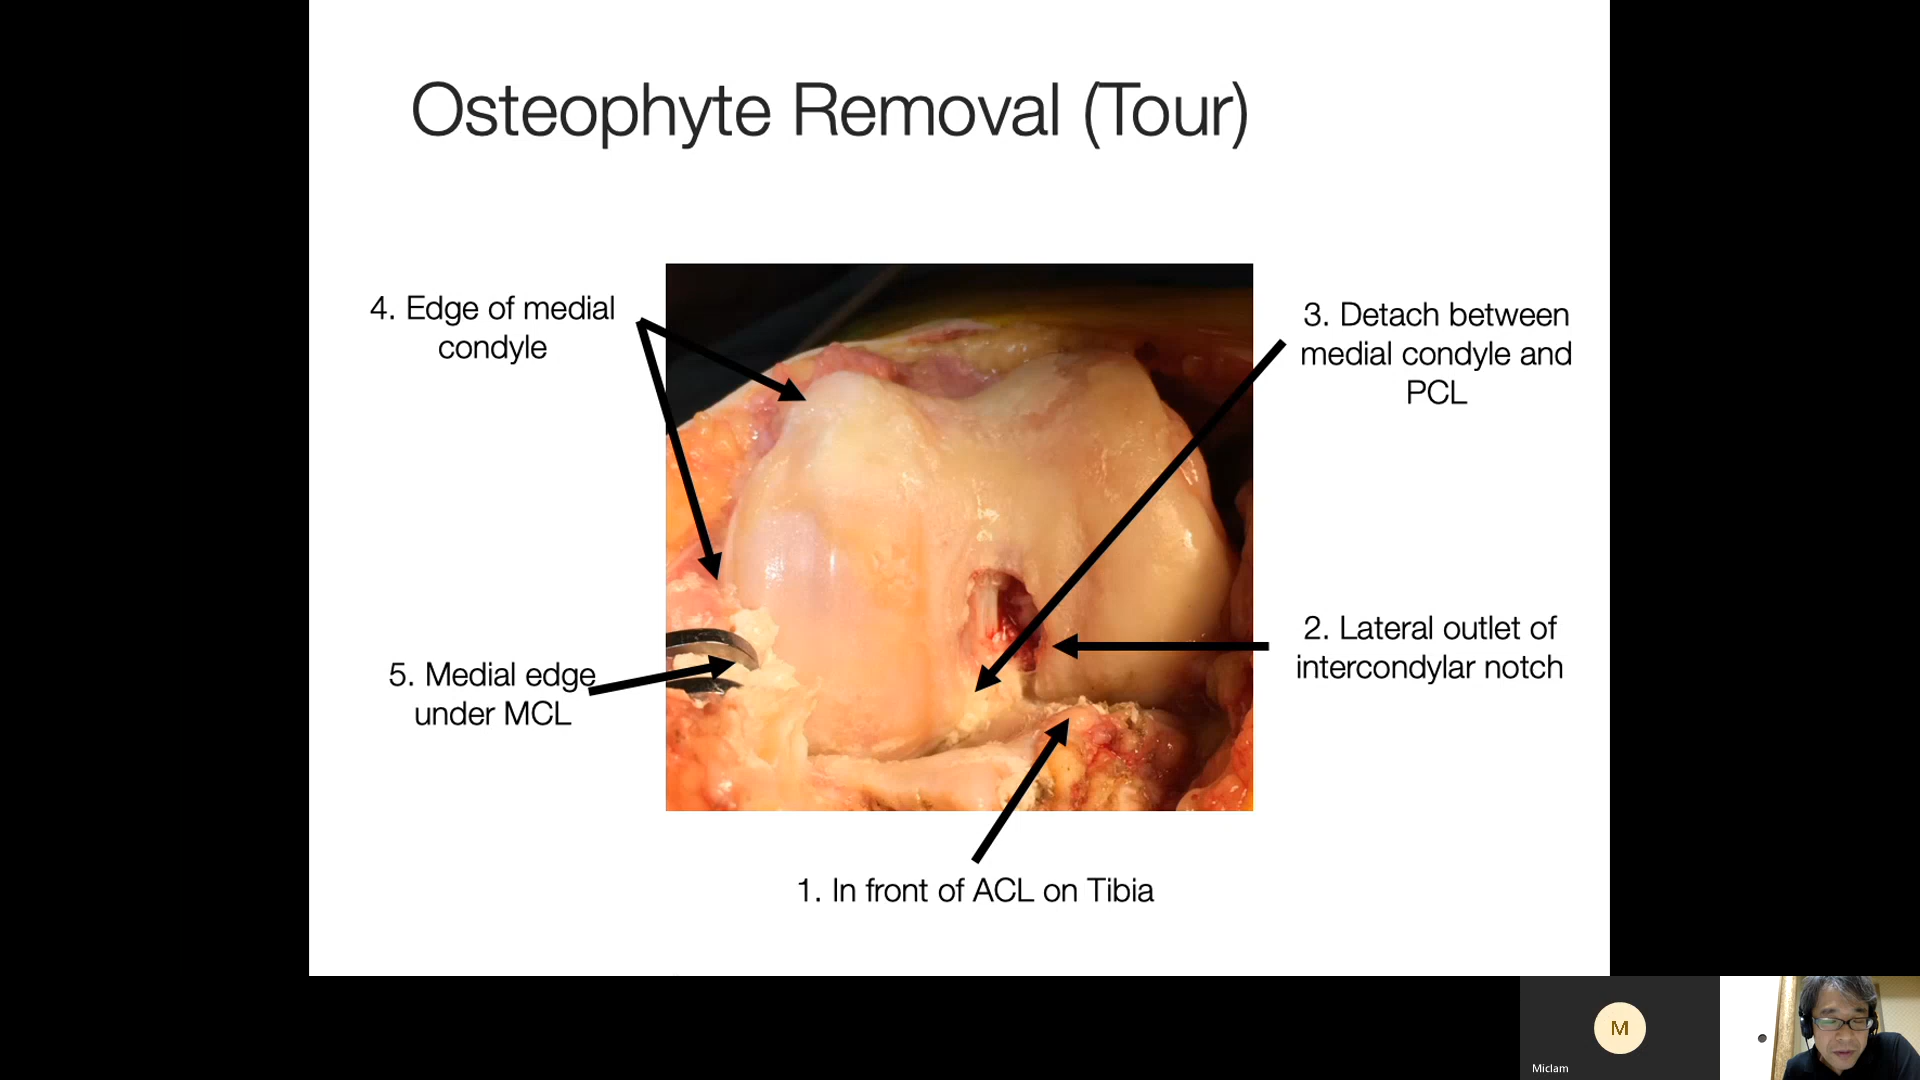 Osteophyte Removal (Tour)
4. Edge of medial
condyle
3. Detach between
medial condyle and
PCL
2. Lateral outlet of
intercondylar notch
5. Medial edge
under MCL
1. In front of ACL on Tibia
M
Miclam